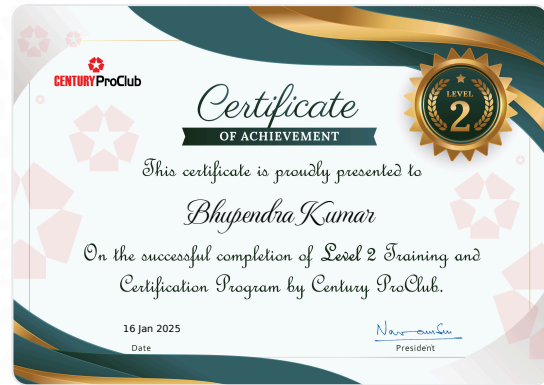 CENTURY ProClub
LEVEL
2
Certificate
OF ACHIEVEMENT
This certificate is proudly presented to
Bhupendra Kumar
On the successful completion of Level 2 Training and
Certification Program by Century ProClub.
16 Jan 2025
Date
President